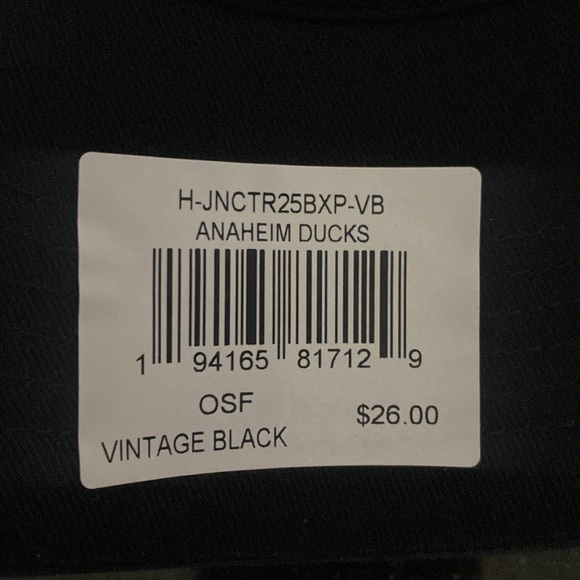 H-JNCTR25BXP-VB
ANAHEIM DUCKS
1 94165 81712 9
OSF $26.00
VINTAGE BLACK